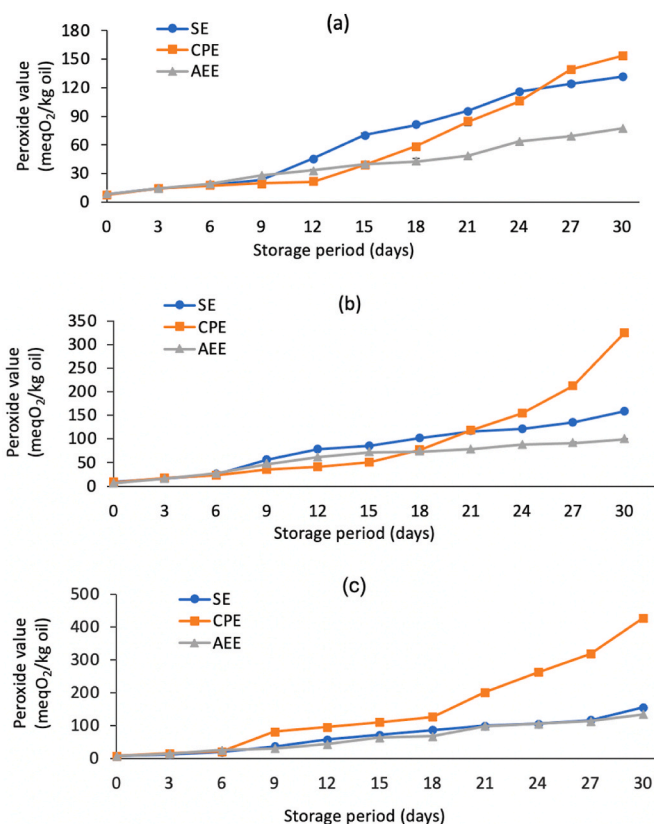 (a)
SE
CPE
AEE
Peroxide value
(meqO₂/kg oil)
180
150
120
90
60
30
0
0 3 6 9 12 15 18 21 24 27 30
Storage period (days)
(b)
SE
CPE
AEE
Peroxide value
(meqO₂/kg oil)
350
300
250
200
150
100
50
0
0 3 6 9 12 15 18 21 24 27 30
Storage period (days)
(c)
SE
CPE
AEE
Peroxide value
(meqO₂/kg oil)
500
400
300
200
100
0
0 3 6 9 12 15 18 21 24 27 30
Storage period (days)